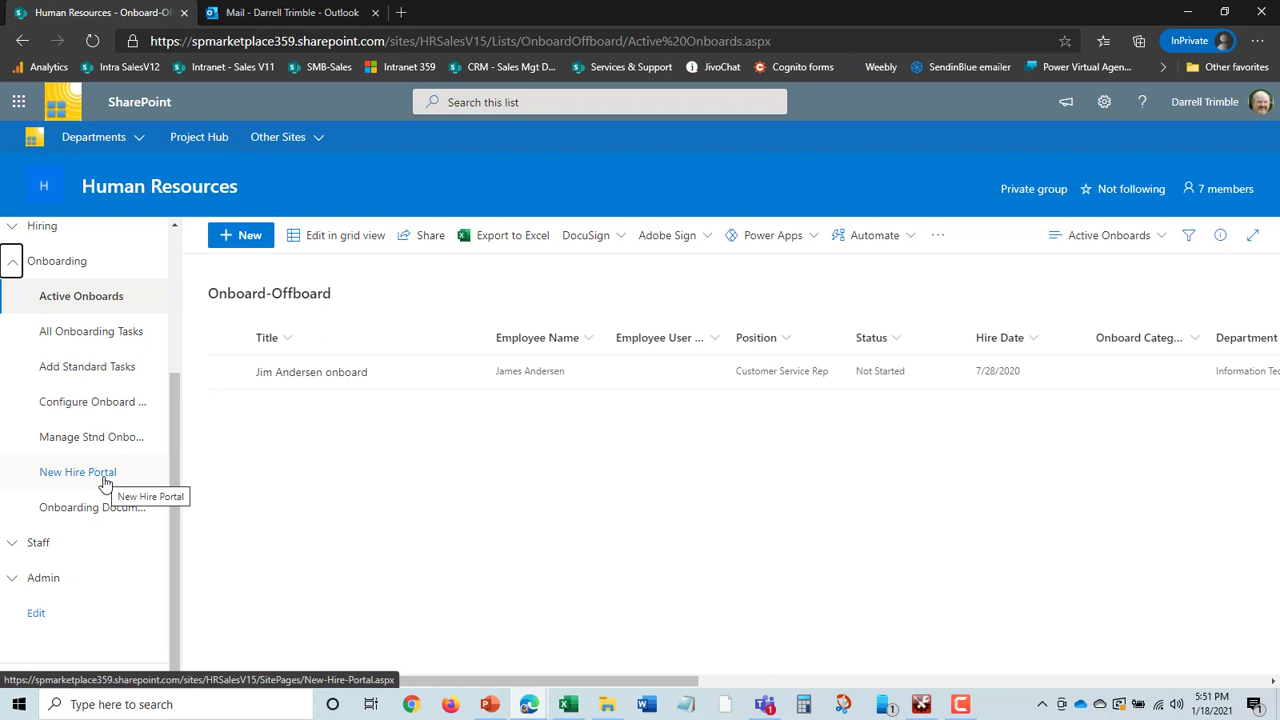 Human Resources - Onboard-Of
Mail - Darrell Trimble - Outlook
https://spmarketplace359.sharepoint.com/sites/HRSalesV15/Lists/OnboardOffboard/Active%20Onboards.aspx
InPrivate
Analytics
Intra SalesV12
Intranet - Sales V11
SMB-Sales
Intranet 359
CRM - Sales Mgt D...
Services & Support
JivoChat
Cognito forms
Weebly
SendinBlue emailer
Power Virtual Agen...
Other favorites
SharePoint
Search this list
Darrell Trimble
Departments
Project Hub
Other Sites
H
Human Resources
Private group
Not following
7 members
Hiring
New
Edit in grid view
Share
Export to Excel
DocuSign
Adobe Sign
Power Apps
Automate
Active Onboards
Onboarding
Active Onboards
Onboard-Offboard
All Onboarding Tasks
Title
Employee Name
Employee User ...
Position
Status
Hire Date
Onboard Categ...
Department
Add Standard Tasks
Jim Andersen onboard
James Andersen
Customer Service Rep
Not Started
7/28/2020
Information Tec
Configure Onboard ...
Manage Stnd Onbo...
New Hire Portal
New Hire Portal
Onboarding Docum...
Staff
Admin
Edit
https://spmarketplace359.sharepoint.com/sites/HRSalesV15/SitePages/New-Hire-Portal.aspx
Type here to search
5:51 PM
1/18/2021